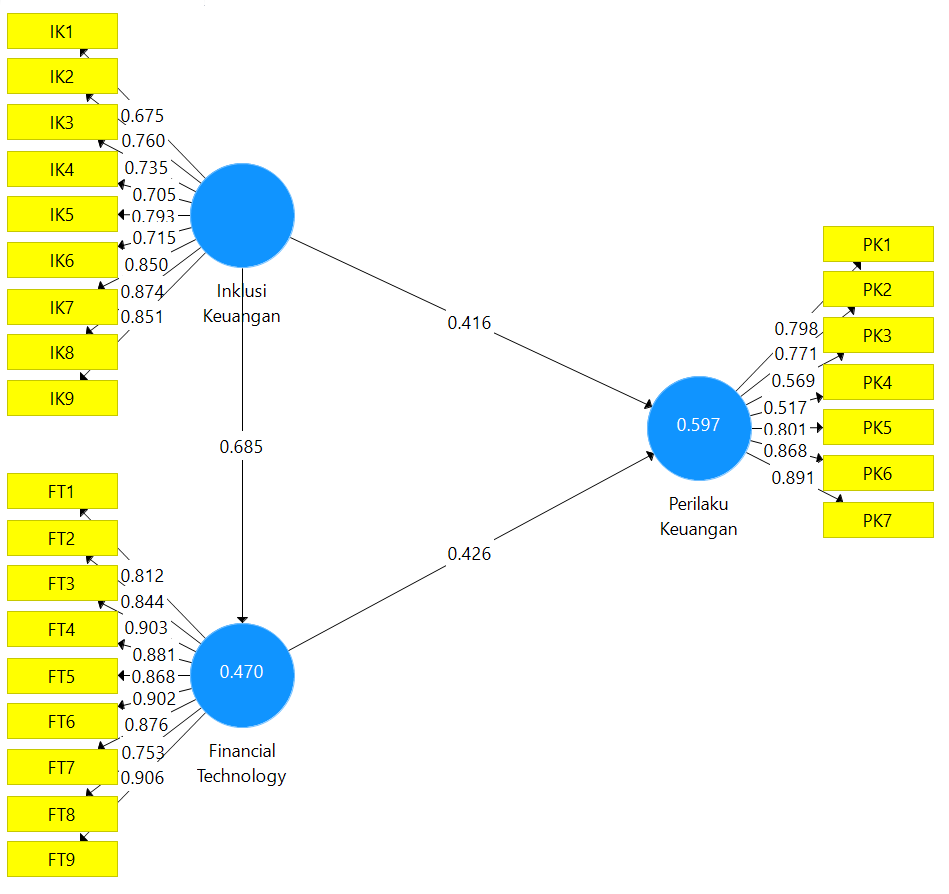 IK1
IK2
IK3
IK4
IK5
IK6
IK7
IK8
IK9
0.675
0.760
0.735
0.705
0.793
0.715
0.850
0.874
0.851
Inklusi
Keuangan
0.416
0.685
0.426
FT1
FT2
FT3
FT4
FT5
FT6
FT7
FT8
FT9
0.812
0.844
0.903
0.881
0.868
0.902
0.876
0.753
0.906
0.470
Financial
Technology
0.597
Perilaku
Keuangan
0.798
0.771
0.569
0.517
0.801
0.868
0.891
PK1
PK2
PK3
PK4
PK5
PK6
PK7